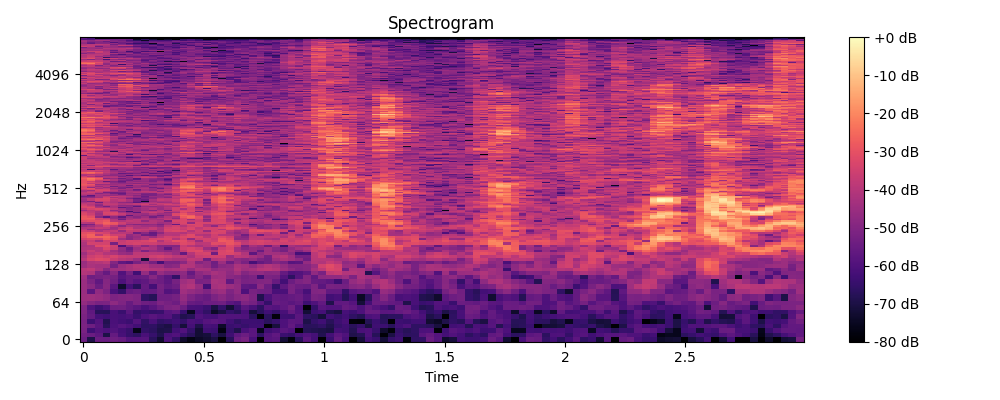 Spectrogram
Hz
4096
2048
1024
512
256
128
64
0
0
0.5
1
1.5
2
2.5
Time
+0 dB
-10 dB
-20 dB
-30 dB
-40 dB
-50 dB
-60 dB
-70 dB
-80 dB